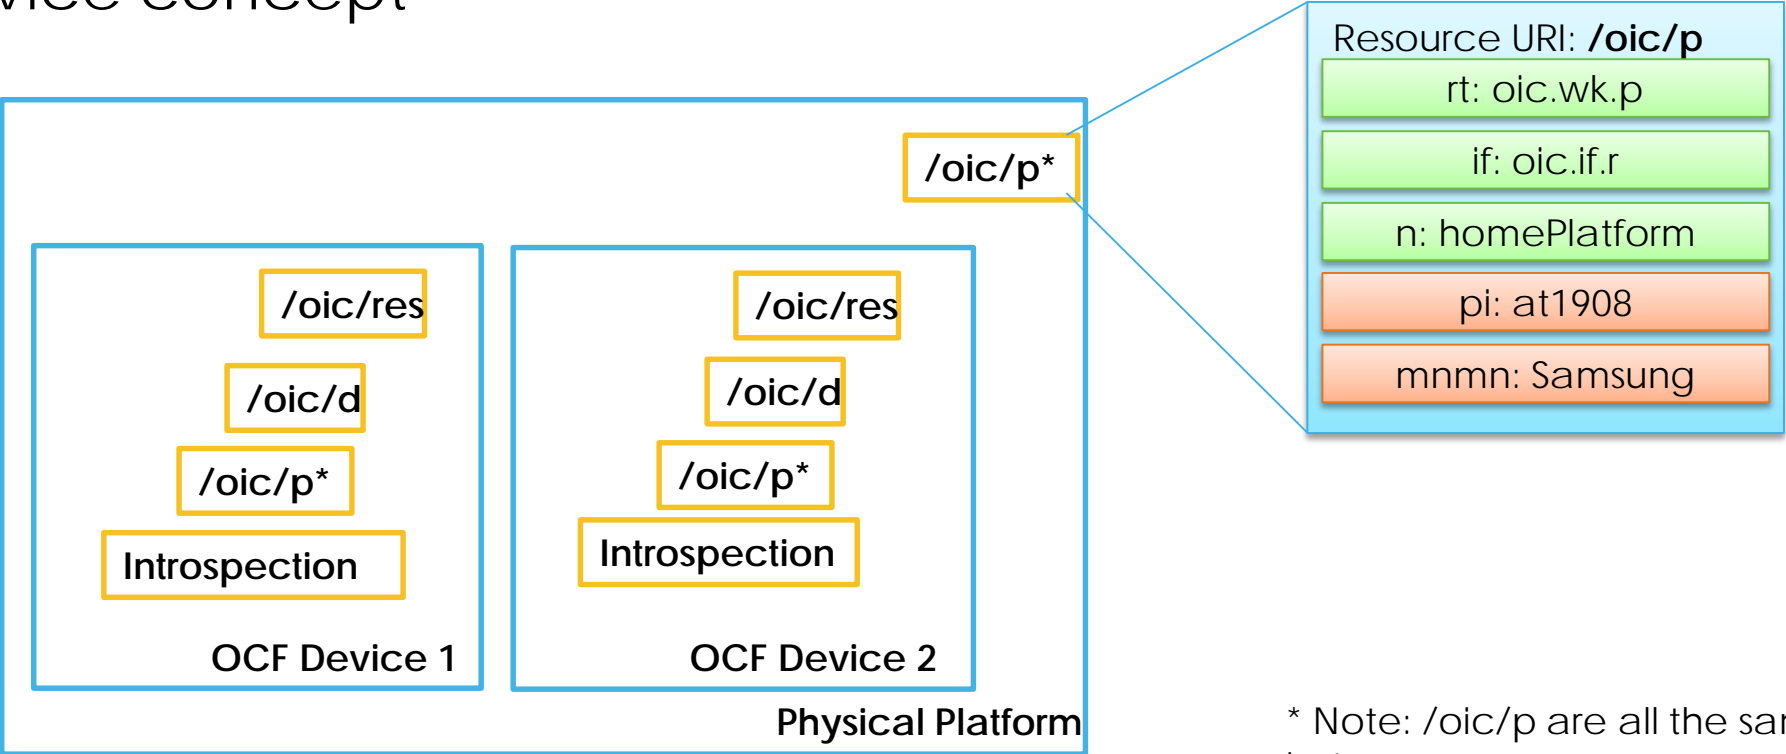 concept
/oic/p*
/oic/res
/oic/d
/oic/p*
Introspection
OCF Device 1
/oic/res
/oic/d
/oic/p*
Introspection
OCF Device 2
Physical Platform
Resource URI: /oic/p
rt: oic.wk.p
if: oic.if.r
n: homePlatform
pi: at1908
mnmn: Samsung
* Note: /oic/p are all the